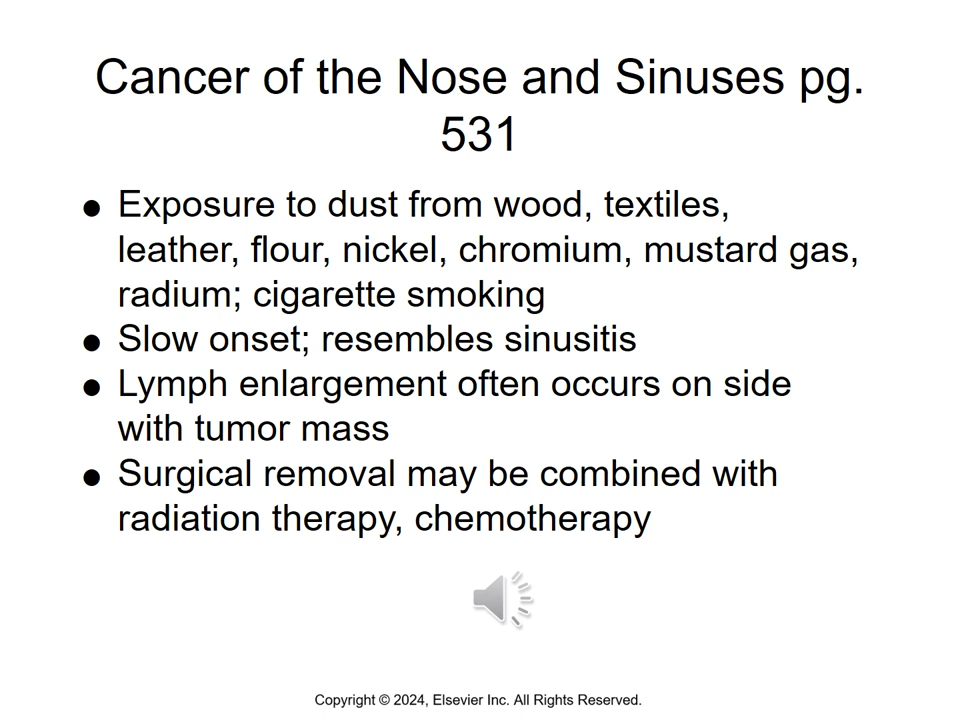 Cancer of the Nose and Sinuses pg.
531
● Exposure to dust from wood, textiles,
leather, flour, nickel, chromium, mustard gas,
radium; cigarette smoking
● Slow onset; resembles sinusitis
● Lymph enlargement often occurs on side
with tumor mass
● Surgical removal may be combined with
radiation therapy, chemotherapy
Copyright © 2024, Elsevier Inc. All Rights Reserved.